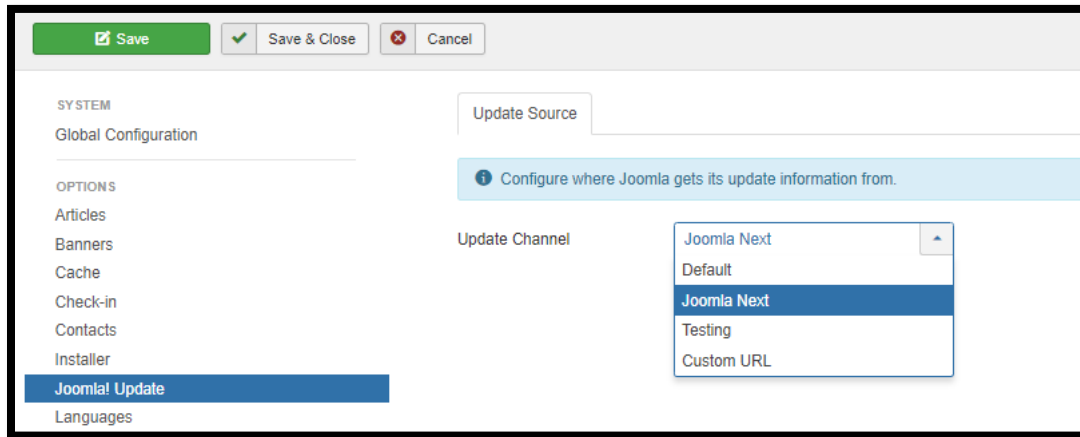 Save
Save & Close
Cancel
SYSTEM
Global Configuration
OPTIONS
Articles
Banners
Cache
Check-in
Contacts
Installer
Joomla! Update
Languages
Update Source
Configure where Joomla gets its update information from.
Update Channel
Joomla Next
Default
Joomla Next
Testing
Custom URL